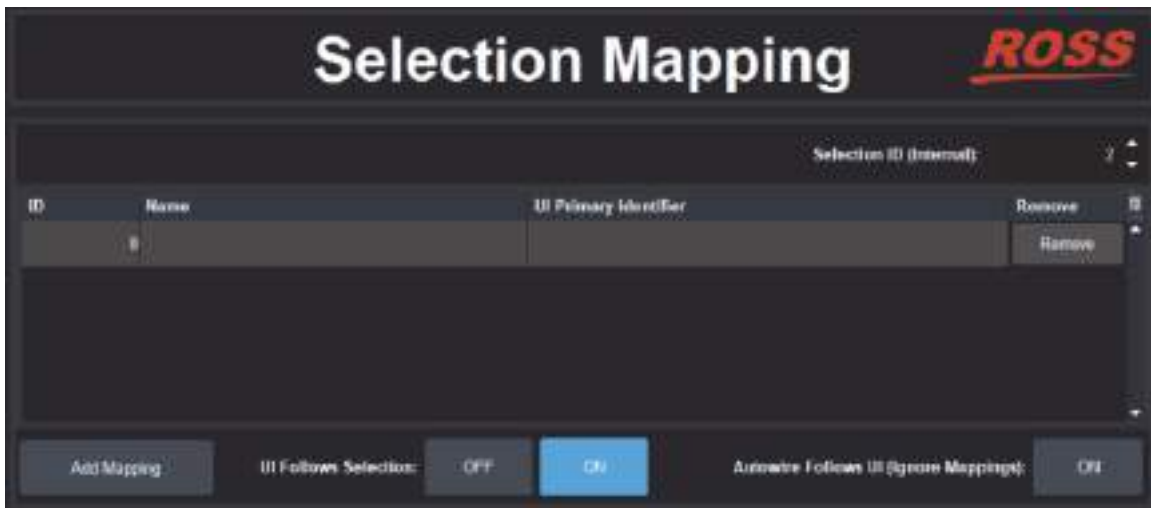 Selection Mapping
ROSS
Selection ID (Internal): 2
ID Name UI Primary Identifier Remove
Remove
Add Mapping UI Follows Selection: OFF ON Autowire Follows UI (Ignore Mappings): ON